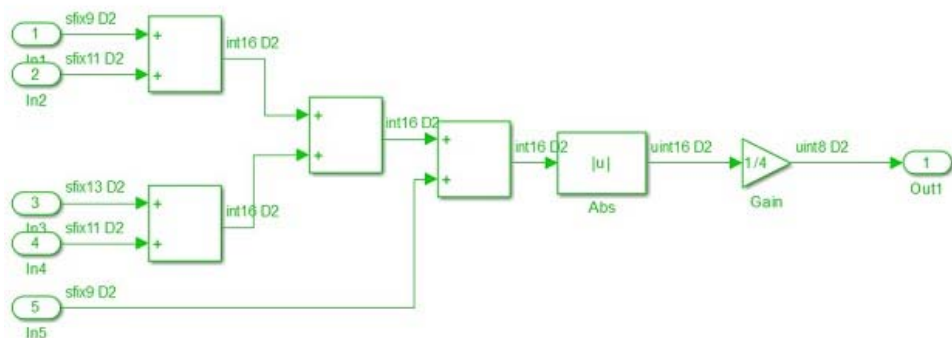 1
sfix9 D2
In1
2
sfix11 D2
In2
+
+
int16 D2
3
sfix13 D2
In3
4
sfix11 D2
In4
+
+
int16 D2
+
+
int16 D2
5
sfix9 D2
In5
+
+
int16 D2
|u|
Abs
uint16 D2
1/4
Gain
uint8 D2
1
Out1